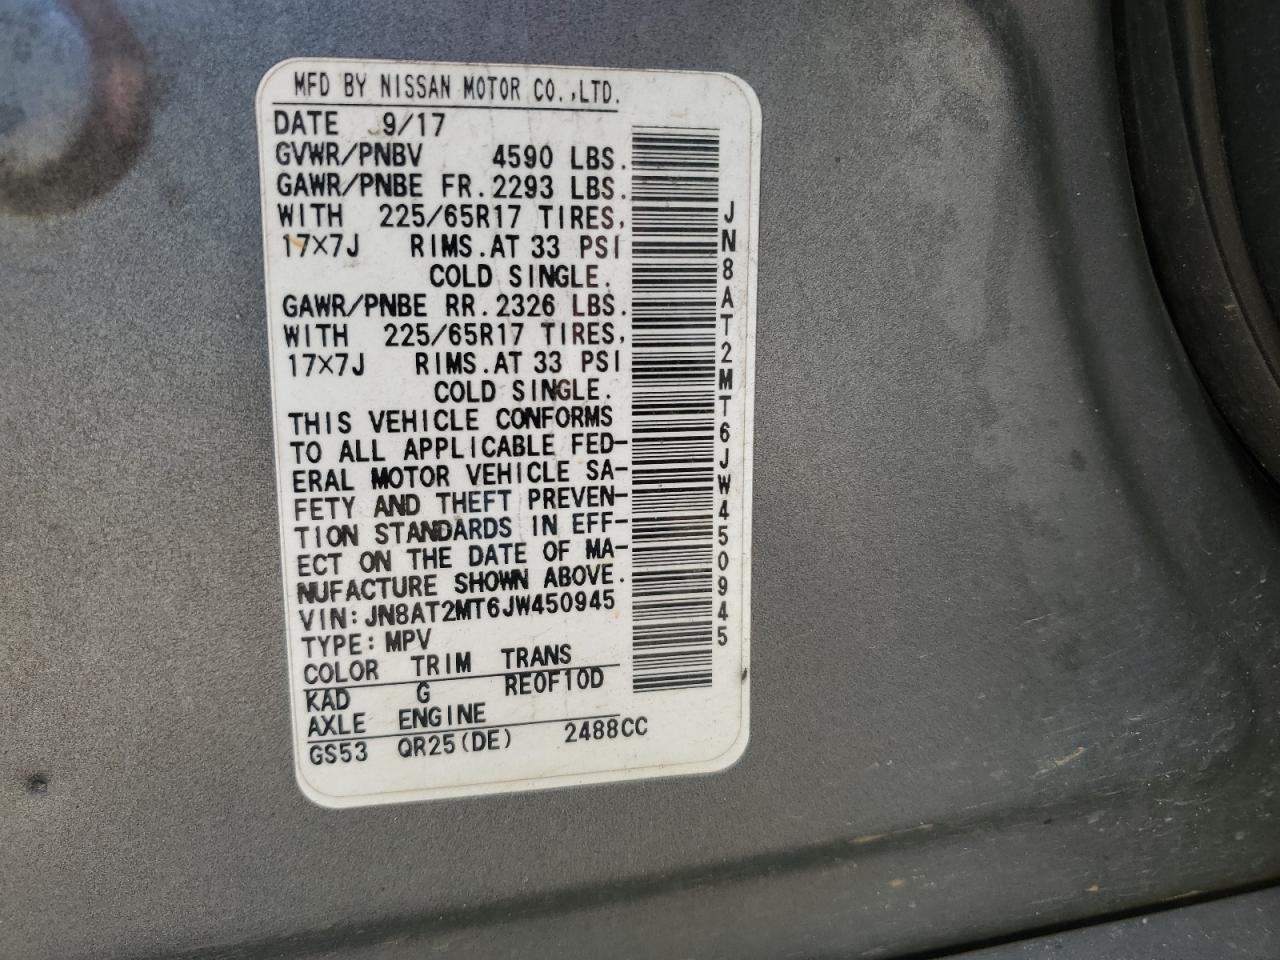 MFD BY NISSAN MOTOR CO.,LTD.
DATE 9/17
GVWR/PNBV 4590 LBS.
GAWR/PNBE FR.2293 LBS.
WITH 225/65R17 TIRES,
17×7J RIMS.AT 33 PSI
COLD SINGLE.
GAWR/PNBE RR.2326 LBS.
WITH 225/65R17 TIRES,
17×7J RIMS.AT 33 PSI
COLD SINGLE.
THIS VEHICLE CONFORMS
TO ALL APPLICABLE FED-
ERAL MOTOR VEHICLE SA-
FETY AND THEFT PREVEN-
TION STANDARDS IN EFF-
ECT ON THE DATE OF MA-
NUFACTURE SHOWN ABOVE.
VIN:JN8AT2MT6JW450945
TYPE:MPV
COLOR TRIM TRANS
KAD G RE0F10D
AXLE ENGINE
GS53 QR25(DE) 2488CC
JN8AT2MT6JW450945